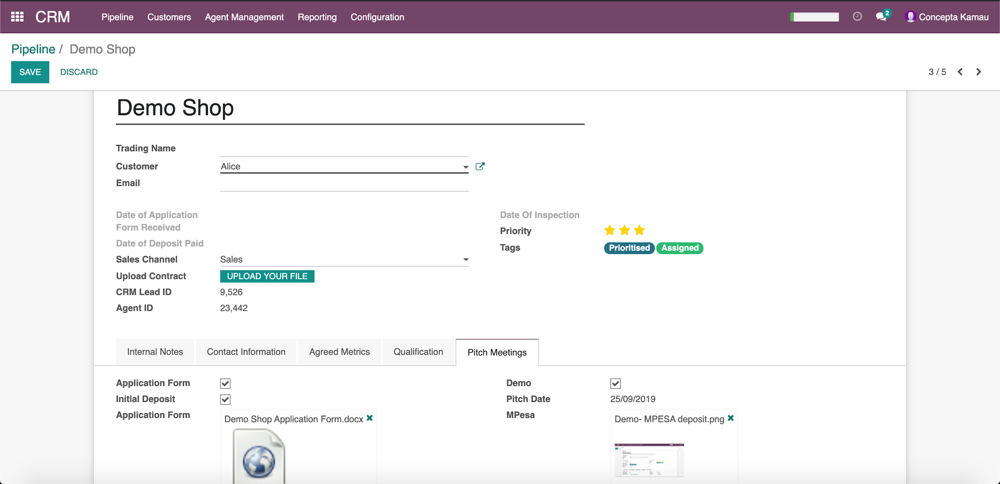 CRM Pipeline Customers Agent Management Reporting Configuration 2 Concepta Kamau
Pipeline / Demo Shop
SAVE DISCARD 3 / 5
Demo Shop
Trading Name
Customer Alice
Email
Date of Application Date Of Inspection
Form Received
Priority
Date of Deposit Paid
Tags Prioritised Assigned
Sales Channel Sales
Upload Contract UPLOAD YOUR FILE
CRM Lead ID 9,526
Agent ID 23,442
Internal Notes Contact Information Agreed Metrics Qualification Pitch Meetings
Application Form Demo
Initial Deposit Pitch Date 25/09/2019
Application Form Demo Shop Application Form.docx MPesa Demo- MPESA deposit.png